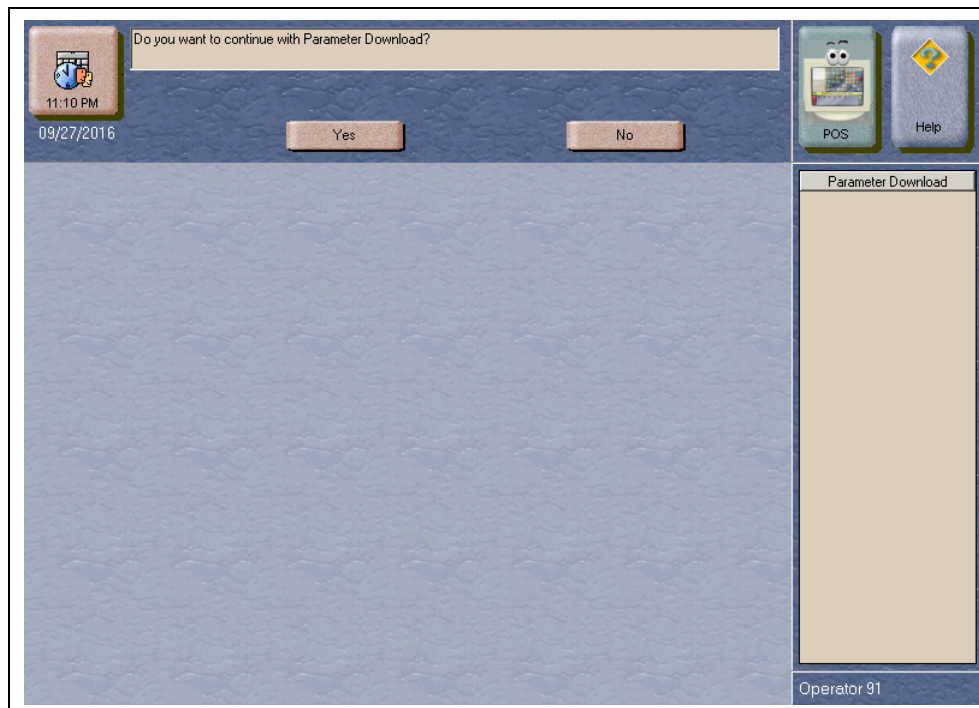 Do you want to continue with Parameter Download?
11:10 PM
09/27/2016
Yes
No
POS
Help
Parameter Download
Operator 91